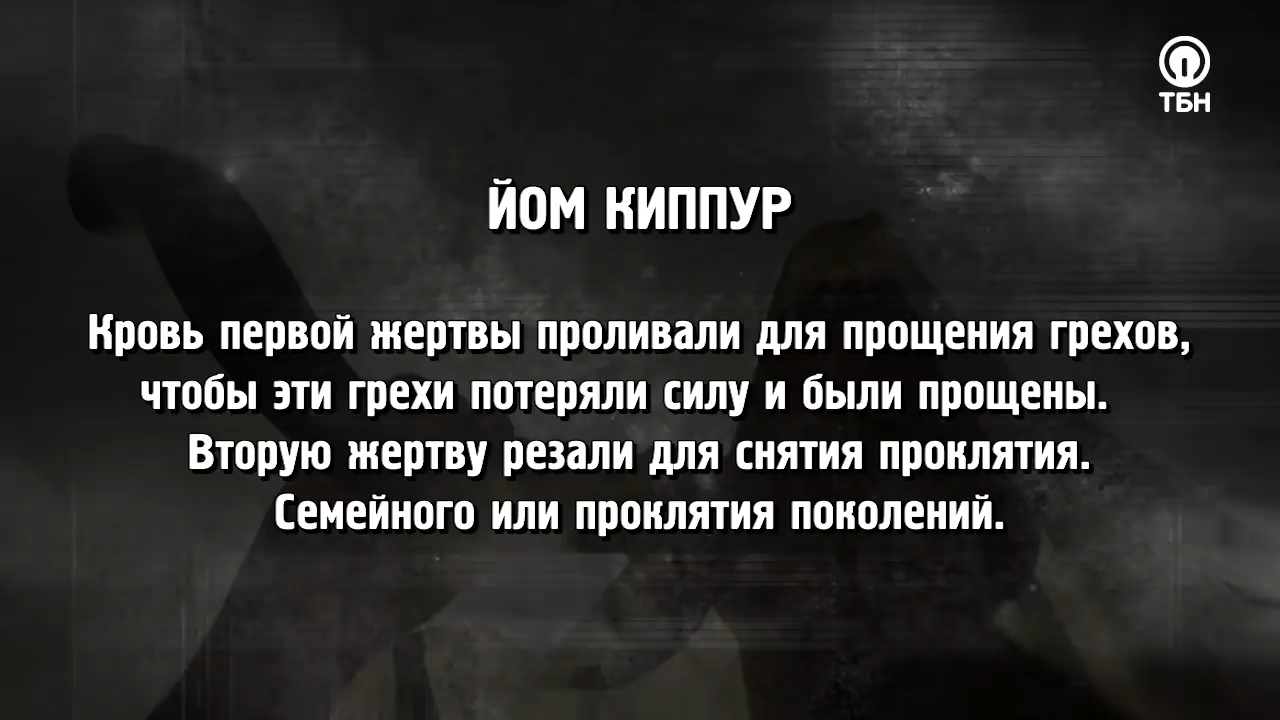 ТБН
ЙОМ КИППУР
Кровь первой жертвы проливали для прощения грехов,
чтобы эти грехи потеряли силу и были прощены.
Вторую жертву резали для снятия проклятия.
Семейного или проклятия поколений.